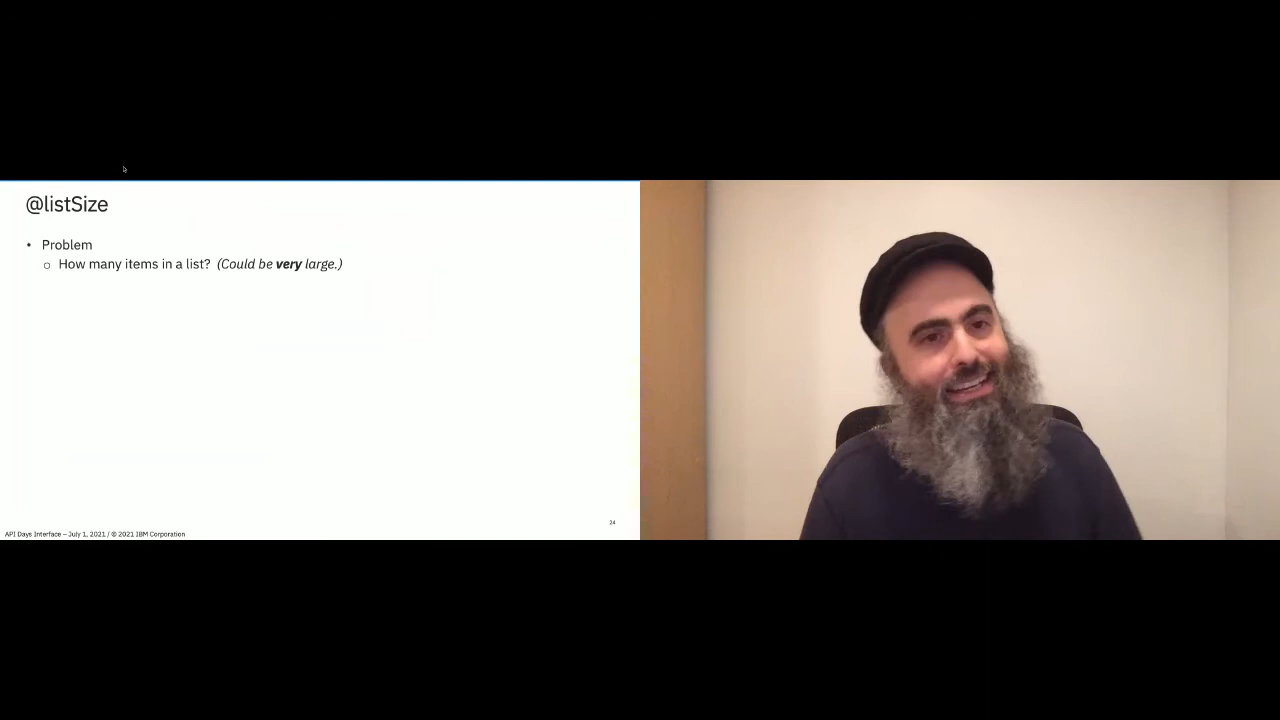 @listSize
• Problem
○ How many items in a list? (Could be very large.)
24
API Days Interface – July 1, 2021 / © 2021 IBM Corporation